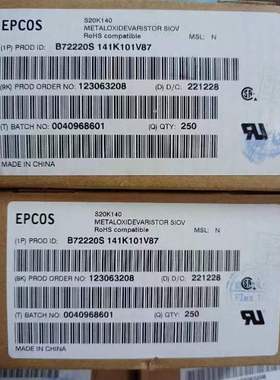 EPCOS
S20K140
METALOXIDEVARISTOR SIOV
RoHS compatible MSL: N
(1P) PROD ID: B72220S 141K101V87
(9K) PROD ORDER NO: 123063208 (D) D/C: 221228
(T) BATCH NO: 0040968601 (Q) QTY: 250
MADE IN CHINA
EPCOS
S20K140
METALOXIDEVARISTOR SIOV
RoHS compatible MSL: N
(1P) PROD ID: B72220S 141K101V87
(9K) PROD ORDER NO: 123063208 (D) D/C: 221228
(T) BATCH NO: 0040968601 (Q) QTY: 250
MADE IN CHINA